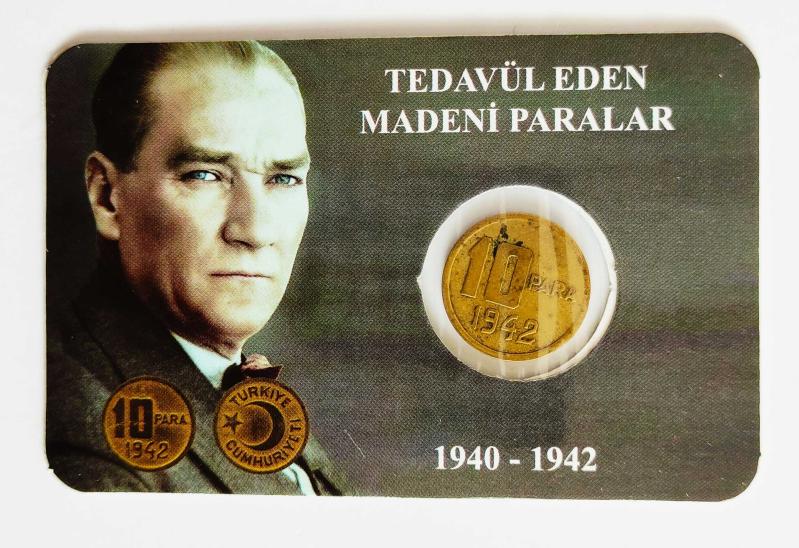 TEDAVÜL EDEN
MADENİ PARALAR
10
PARA
1942
10
PARA
1942
TÜRKİYE
CUMHURİYETİ
1940 - 1942